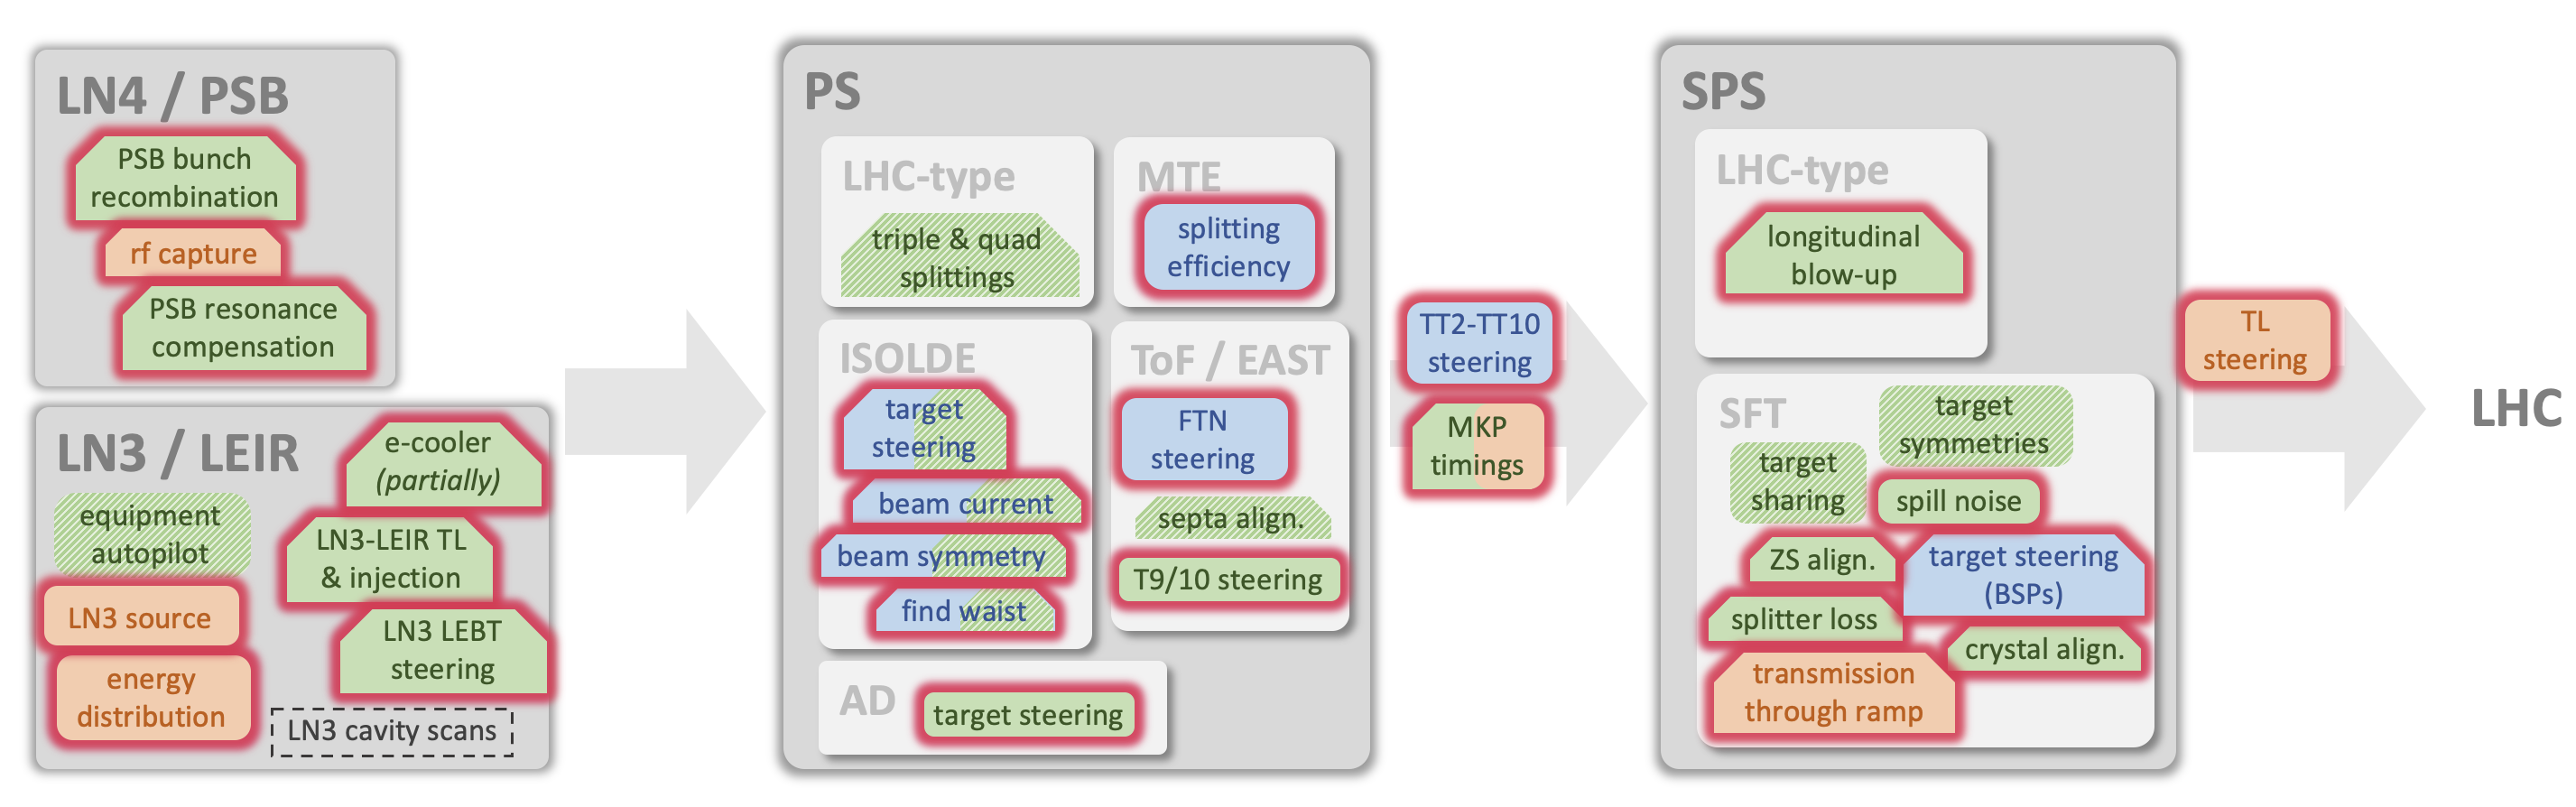 LN4 / PSB
PSB bunch
recombination
rf capture
PSB resonance
compensation
LN3 / LEIR
e-cooler
(partially)
equipment
autopilot
LN3-LEIR TL
& injection
LN3 source
LN3 LEBT
steering
energy
distribution
LN3 cavity scans
PS
LHC-type
triple & quad
splittings
MTE
splitting
efficiency
ISOLDE
target
steering
beam current
beam symmetry
find waist
ToF / EAST
FTN
steering
septa align.
T9/10 steering
AD
target steering
TT2-TT10
steering
MKP
timings
SPS
LHC-type
longitudinal
blow-up
SFT
target
symmetries
target
sharing
spill noise
ZS align.
target steering
(BSPs)
splitter loss
crystal align.
transmission
through ramp
TL
steering
LHC